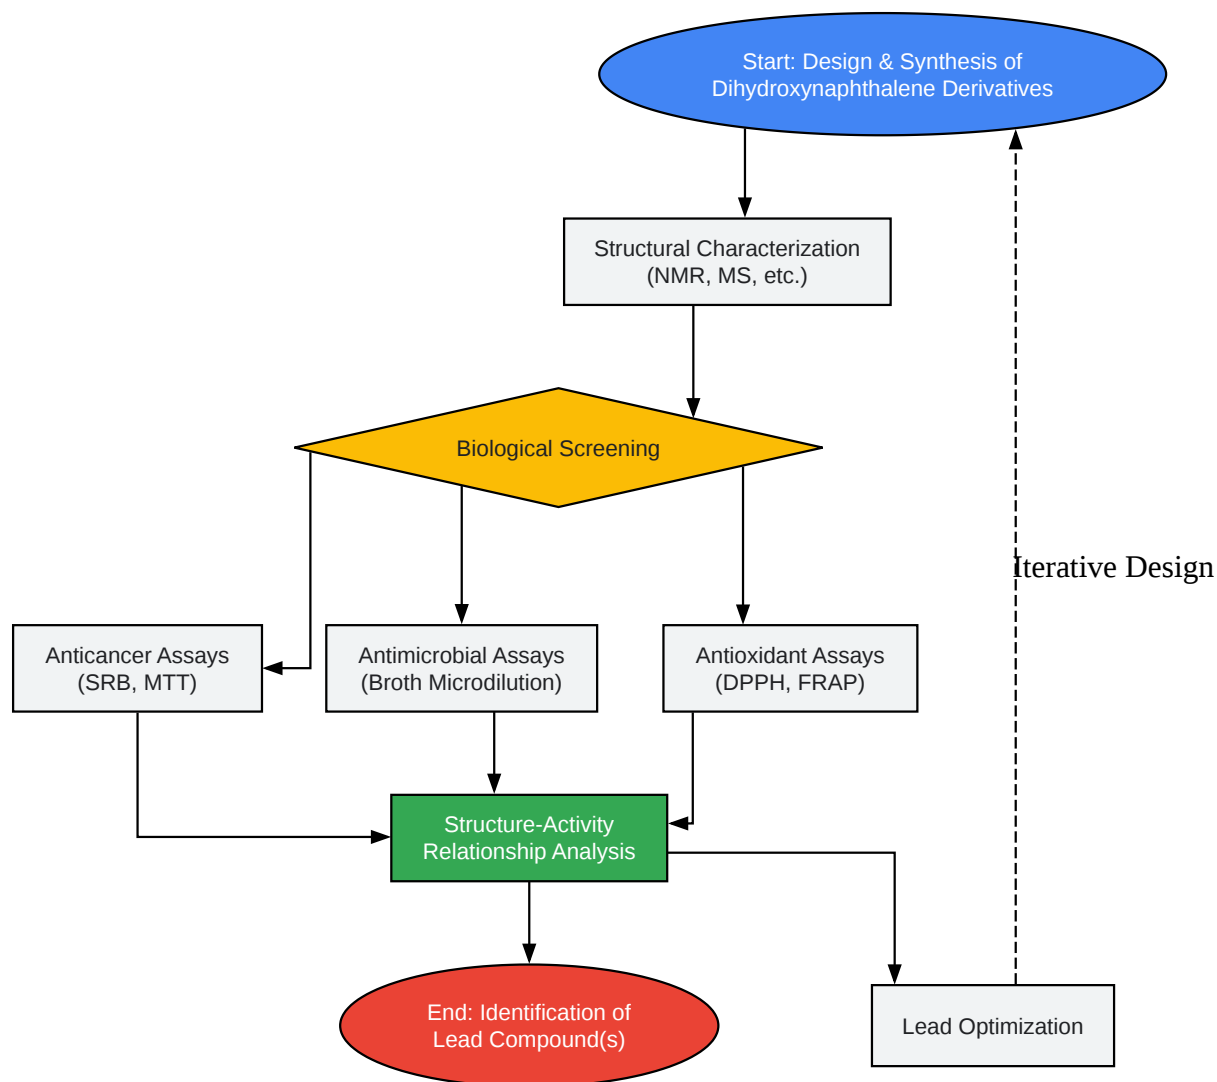 Start: Design & Synthesis of
Dihydroxynaphthalene Derivatives
Structural Characterization
(NMR, MS, etc.)
Biological Screening
Iterative Design
Anticancer Assays
(SRB, MTT)
Antimicrobial Assays
(Broth Microdilution)
Antioxidant Assays
(DPPH, FRAP)
Structure-Activity
Relationship Analysis
End: Identification of
Lead Compound(s)
Lead Optimization